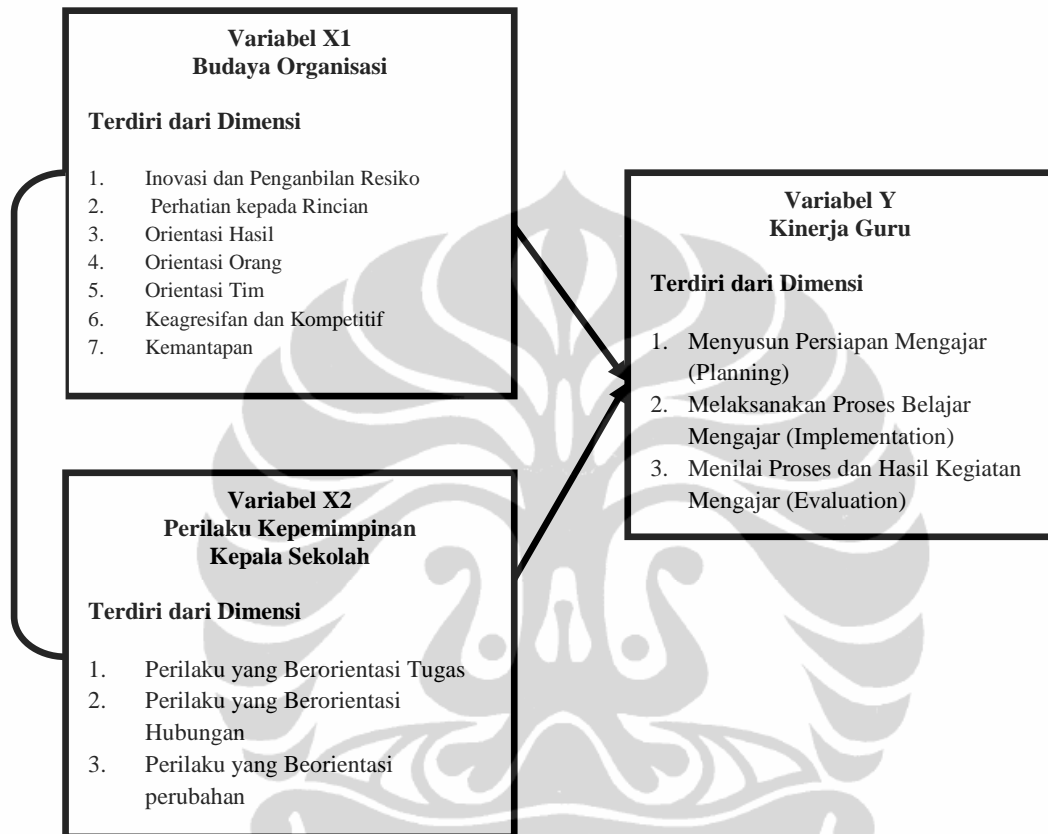 Variabel X1
Budaya Organisasi
Terdiri dari Dimensi
1. Inovasi dan Penganbilan Resiko
2. Perhatian kepada Rincian
3. Orientasi Hasil
4. Orientasi Orang
5. Orientasi Tim
6. Keagresifan dan Kompetitif
7. Kemantapan
Variabel X2
Perilaku Kepemimpinan
Kepala Sekolah
Terdiri dari Dimensi
1. Perilaku yang Berorientasi Tugas
2. Perilaku yang Berorientasi
Hubungan
3. Perilaku yang Beorientasi
perubahan
Variabel Y
Kinerja Guru
Terdiri dari Dimensi
1. Menyusun Persiapan Mengajar
(Planning)
2. Melaksanakan Proses Belajar
Mengajar (Implementation)
3. Menilai Proses dan Hasil Kegiatan
Mengajar (Evaluation)